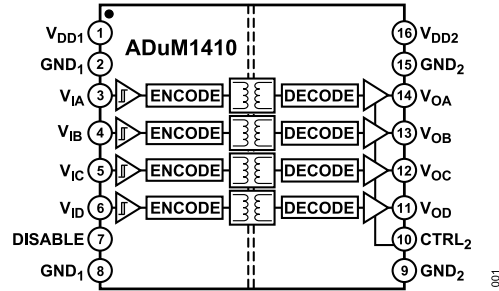 ADuM1410
VDD1 1
GND1 2
VIA 3 ENCODE DECODE 14 VOA
VIB 4 ENCODE DECODE 13 VOB
VIC 5 ENCODE DECODE 12 VOC
VID 6 ENCODE DECODE 11 VOD
DISABLE 7
GND1 8
16 VDD2
15 GND2
10 CTRL2
9 GND2
001